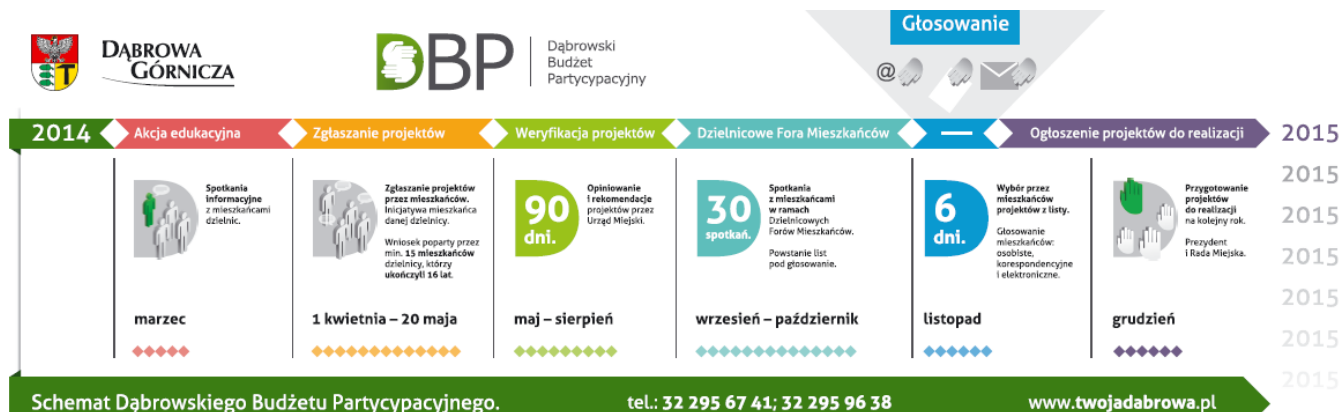 DĄBROWA
GÓRNICZA
DBP
Dąbrowski
Budżet
Partycypacyjny
Głosowanie
@
2014
Akcja edukacyjna
Zgłaszanie projektów
Weryfikacja projektów
Dzielnicowe Fora Mieszkańców
—
Ogłoszenie projektów do realizacji
2015
Spotkania
informacyjne
z mieszkańcami
dzielnic.
marzec
Zgłaszanie projektów
przez mieszkańców.
Inicjatywa mieszkańca
danej dzielnicy.
Wniosek poparty przez
min. 15 mieszkańców
dzielnicy, którzy
ukończyli 16 lat.
1 kwietnia – 20 maja
90
dni.
Opiniowanie
i rekomendacje
projektów przez
Urząd Miejski.
maj – sierpień
30
spotkań.
Spotkania
z mieszkańcami
w ramach
Dzielnicowych
Forów Mieszkańców.
Powstanie list
pod głosowanie.
wrzesień – październik
6
dni.
Wybór przez
mieszkańców
projektów z listy.
Głosowanie
mieszkańców:
osobiste,
korespondencyjne
i elektroniczne.
listopad
Przygotowanie
projektów
do realizacji
na kolejny rok.
Prezydent
i Rada Miejska.
grudzień
2015
2015
2015
2015
2015
2015
Schemat Dąbrowskiego Budżetu Partycypacyjnego.
tel.: 32 295 67 41; 32 295 96 38
www.twojadabrowa.pl